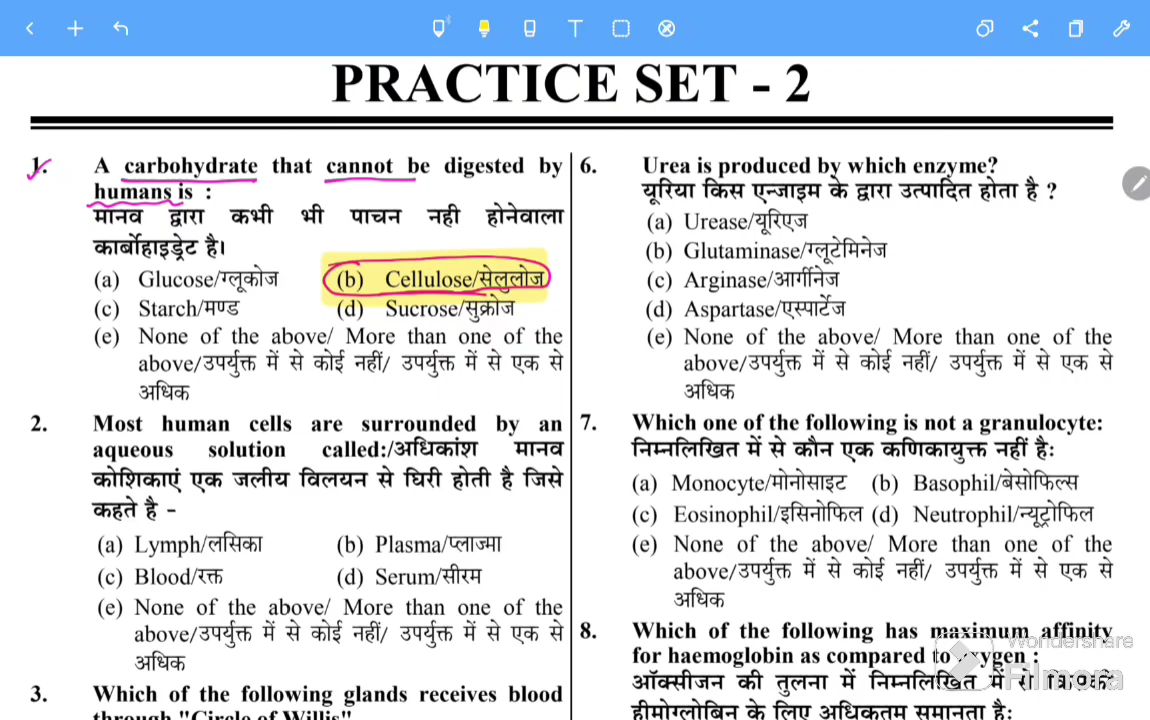 PRACTICE SET - 2
1. A carbohydrate that cannot be digested by
humans is :
मानव द्वारा कभी भी पाचन नही होनेवाला
कार्बोहाइड्रेट है।
(a) Glucose/ग्लूकोज (b) Cellulose/सेलुलोज
(c) Starch/मण्ड (d) Sucrose/सुक्रोज
(e) None of the above/ More than one of the
above/उपर्युक्त में से कोई नहीं/ उपर्युक्त में से एक से
अधिक
2. Most human cells are surrounded by an
aqueous solution called:/अधिकांश मानव
कोशिकाएं एक जलीय विलयन से घिरी होती है जिसे
कहते है -
(a) Lymph/लसिका (b) Plasma/प्लाज्मा
(c) Blood/रक्त (d) Serum/सीरम
(e) None of the above/ More than one of the
above/उपर्युक्त में से कोई नहीं/ उपर्युक्त में से एक से
अधिक
3. Which of the following glands receives blood
through "Circle of Willis"
6. Urea is produced by which enzyme?
यूरिया किस एन्जाइम के द्वारा उत्पादित होता है ?
(a) Urease/यूरिएज
(b) Glutaminase/ग्लूटेमिनेज
(c) Arginase/आर्गीनेज
(d) Aspartase/एस्पार्टेज
(e) None of the above/ More than one of the
above/उपर्युक्त में से कोई नहीं/ उपर्युक्त में से एक से
अधिक
7. Which one of the following is not a granulocyte:
निम्नलिखित में से कौन एक कणिकायुक्त नहीं है:
(a) Monocyte/मोनोसाइट (b) Basophil/बेसोफिल्स
(c) Eosinophil/इसिनोफिल (d) Neutrophil/न्यूट्रोफिल
(e) None of the above/ More than one of the
above/उपर्युक्त में से कोई नहीं/ उपर्युक्त में से एक से
अधिक
8. Which of the following has maximum affinity
for haemoglobin as compared to oxygen :
ऑक्सीजन की तुलना में निम्नलिखित में से किसकी
हीमोग्लोबिन के लिए अधिकतम समानता है:
Wondershare
Filmora